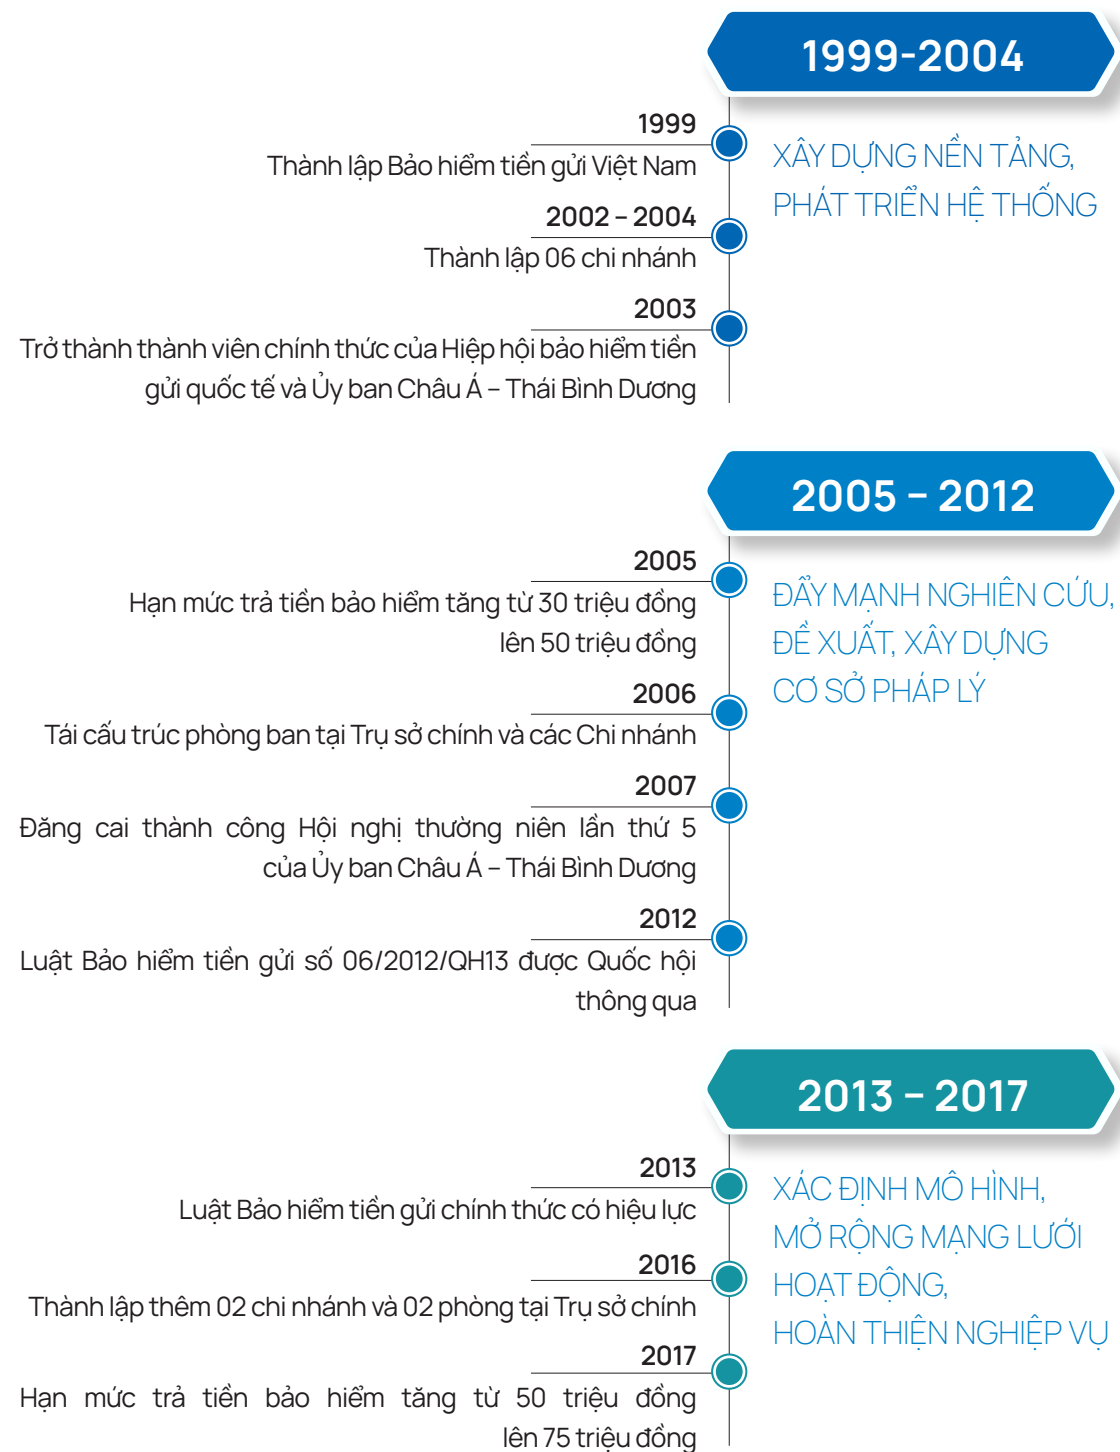 1999-2004
XÂY DỰNG NỀN TẢNG,
PHÁT TRIỂN HỆ THỐNG
1999
Thành lập Bảo hiểm tiền gửi Việt Nam
2002 – 2004
Thành lập 06 chi nhánh
2003
Trở thành thành viên chính thức của Hiệp hội bảo hiểm tiền
gửi quốc tế và Ủy ban Châu Á – Thái Bình Dương
2005 – 2012
ĐẨY MẠNH NGHIÊN CỨU,
ĐỀ XUẤT, XÂY DỰNG
CƠ SỞ PHÁP LÝ
2005
Hạn mức trả tiền bảo hiểm tăng từ 30 triệu đồng
lên 50 triệu đồng
2006
Tái cấu trúc phòng ban tại Trụ sở chính và các Chi nhánh
2007
Đăng cai thành công Hội nghị thường niên lần thứ 5
của Ủy ban Châu Á – Thái Bình Dương
2012
Luật Bảo hiểm tiền gửi số 06/2012/QH13 được Quốc hội
thông qua
2013 – 2017
XÁC ĐỊNH MÔ HÌNH,
MỞ RỘNG MẠNG LƯỚI
HOẠT ĐỘNG,
HOÀN THIỆN NGHIỆP VỤ
2013
Luật Bảo hiểm tiền gửi chính thức có hiệu lực
2016
Thành lập thêm 02 chi nhánh và 02 phòng tại Trụ sở chính
2017
Hạn mức trả tiền bảo hiểm tăng từ 50 triệu đồng
lên 75 triệu đồng